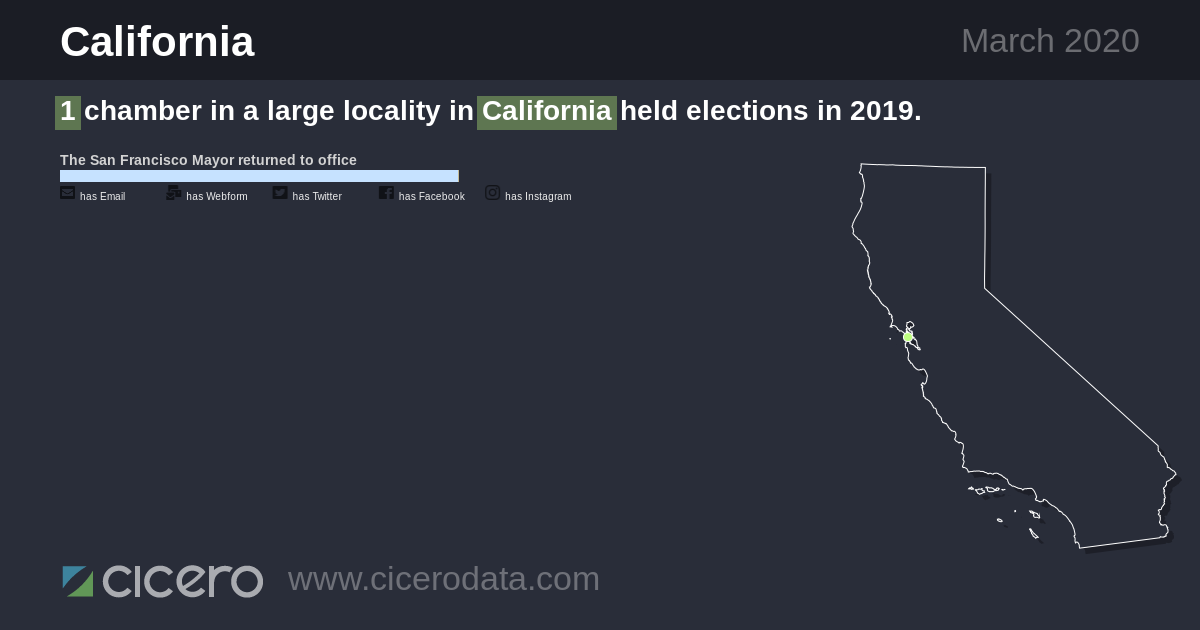 California March 2020
1 chamber in a large locality in California held elections in 2019.
The San Francisco Mayor returned to office
has Email has Webform has Twitter has Facebook has Instagram
cicero www.cicerodata.com